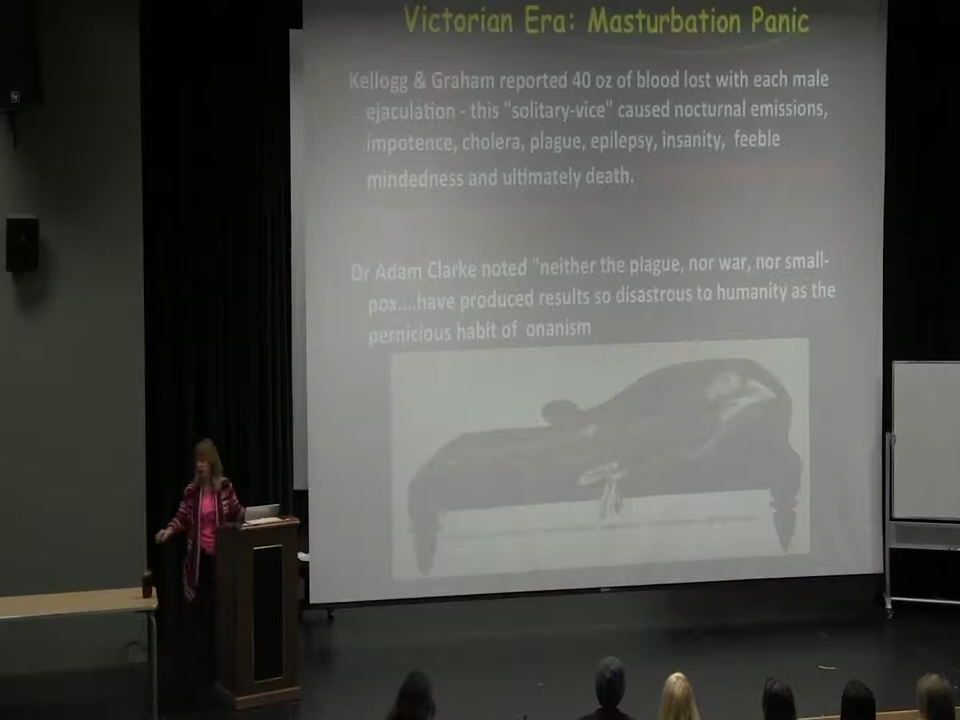 Victorian Era: Masturbation Panic
Kellogg & Graham reported 40 oz of blood lost with each male
ejaculation - this "solitary-vice" caused nocturnal emissions,
impotence, cholera, plague, epilepsy, insanity, feeble
mindedness and ultimately death.
Dr Adam Clarke noted "neither the plague, nor war, nor small-
pox....have produced results so disastrous to humanity as the
pernicious habit of onanism